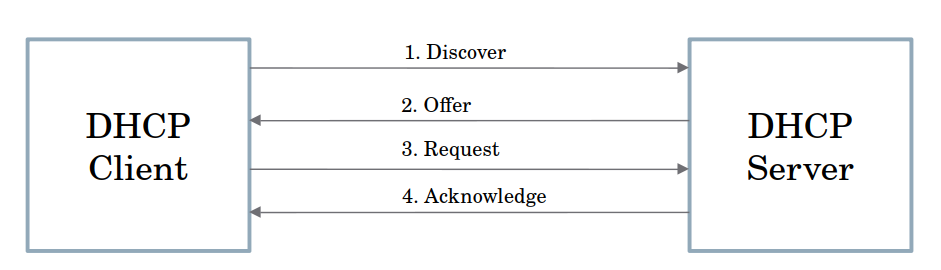 DHCP
Client
1. Discover
2. Offer
3. Request
4. Acknowledge
DHCP
Server